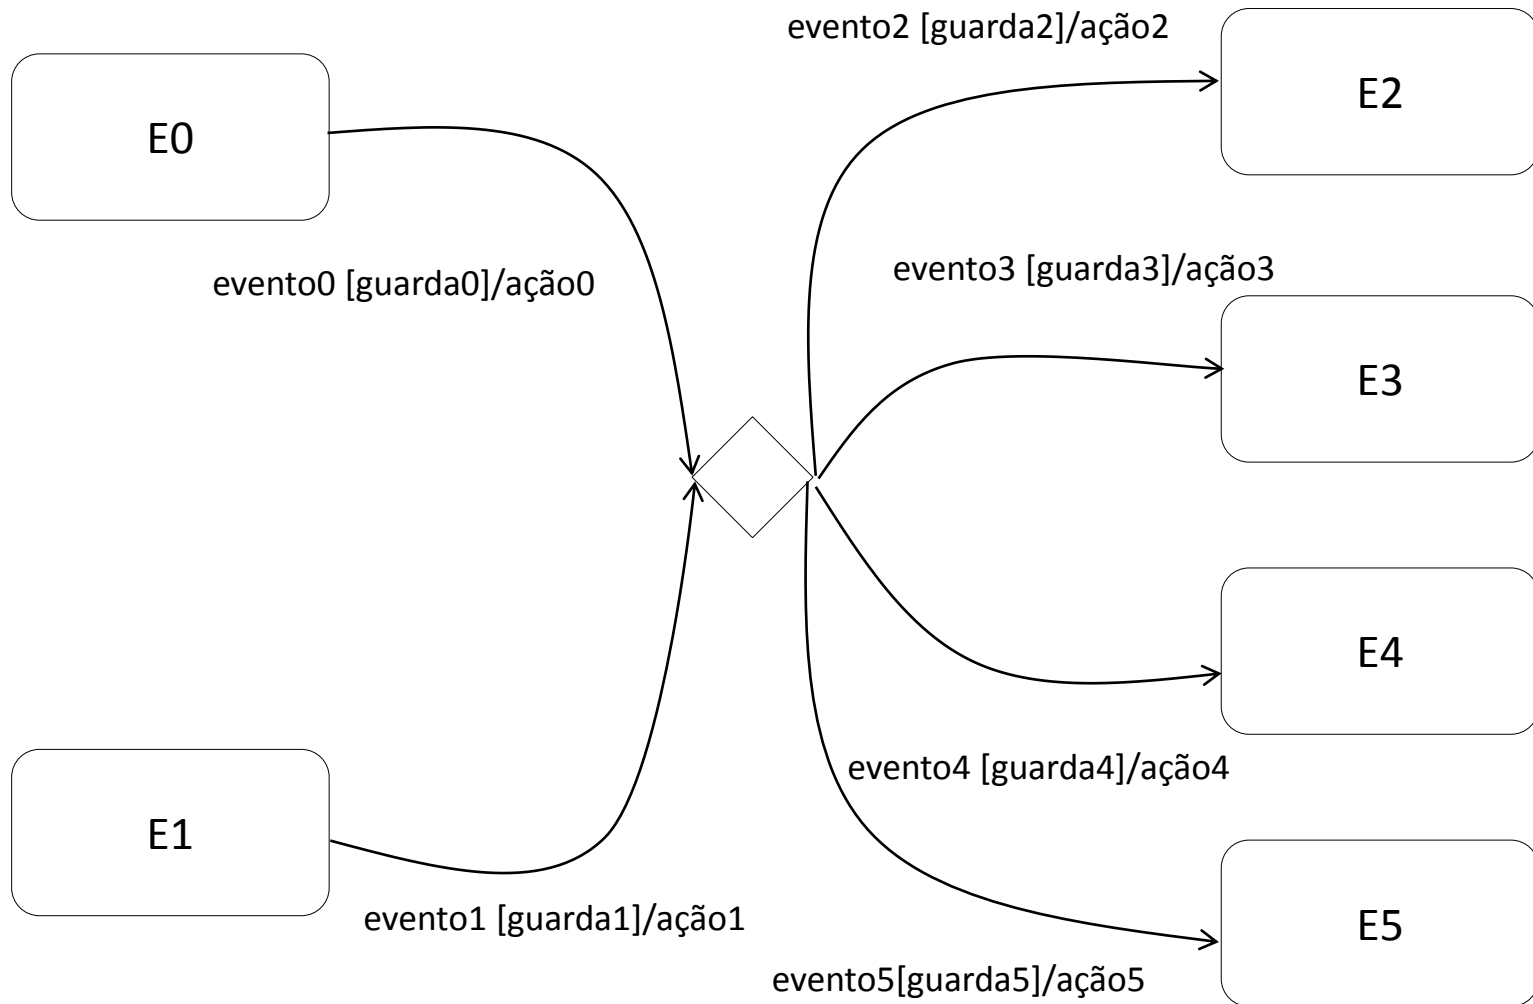 evento2 [guarda2]/ação2
E2
E0
evento3 [guarda3]/ação3
evento0 [guarda0]/ação0
E3
E4
evento4 [guarda4]/ação4
E1
evento1 [guarda1]/ação1
E5
evento5[guarda5]/ação5